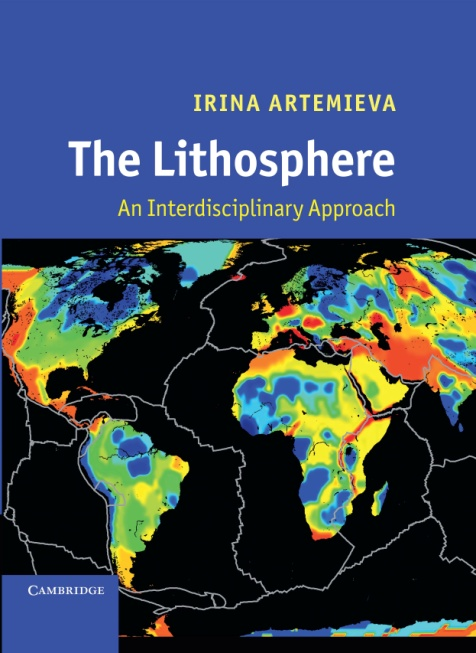 IRINA ARTEMIEVA
The Lithosphere
An Interdisciplinary Approach
CAMBRIDGE